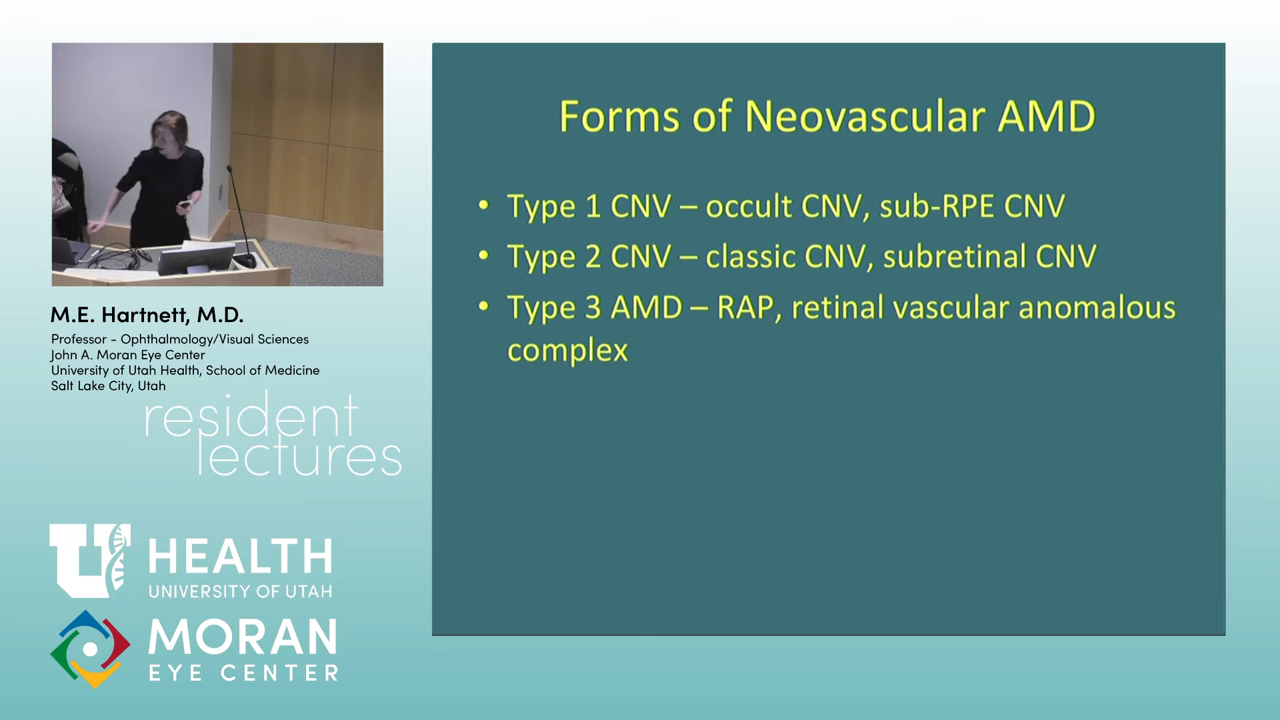 Forms of Neovascular AMD
• Type 1 CNV – occult CNV, sub-RPE CNV
• Type 2 CNV – classic CNV, subretinal CNV
• Type 3 AMD – RAP, retinal vascular anomalous
complex
M.E. Hartnett, M.D.
Professor - Ophthalmology/Visual Sciences
John A. Moran Eye Center
University of Utah Health, School of Medicine
Salt Lake City, Utah
resident
lectures
U HEALTH
UNIVERSITY OF UTAH
MORAN
EYE CENTER